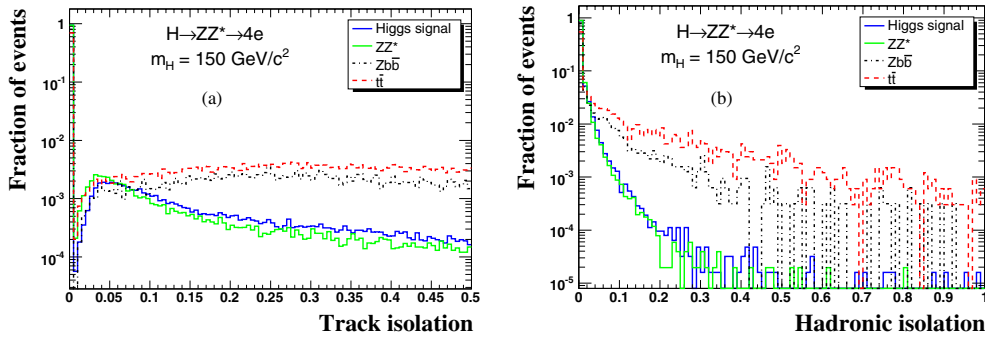 Fraction of events
1
10⁻¹
10⁻²
10⁻³
10⁻⁴
H→ZZ*→4e
m_H = 150 GeV/c²
(a)
Higgs signal
ZZ*
Zbb̄
tt̄
0 0.05 0.1 0.15 0.2 0.25 0.3 0.35 0.4 0.45 0.5
Track isolation
Fraction of events
1
10⁻¹
10⁻²
10⁻³
10⁻⁴
10⁻⁵
H→ZZ*→4e
m_H = 150 GeV/c²
(b)
Higgs signal
ZZ*
Zbb̄
tt̄
0 0.1 0.2 0.3 0.4 0.5 0.6 0.7 0.8 0.9 1
Hadronic isolation